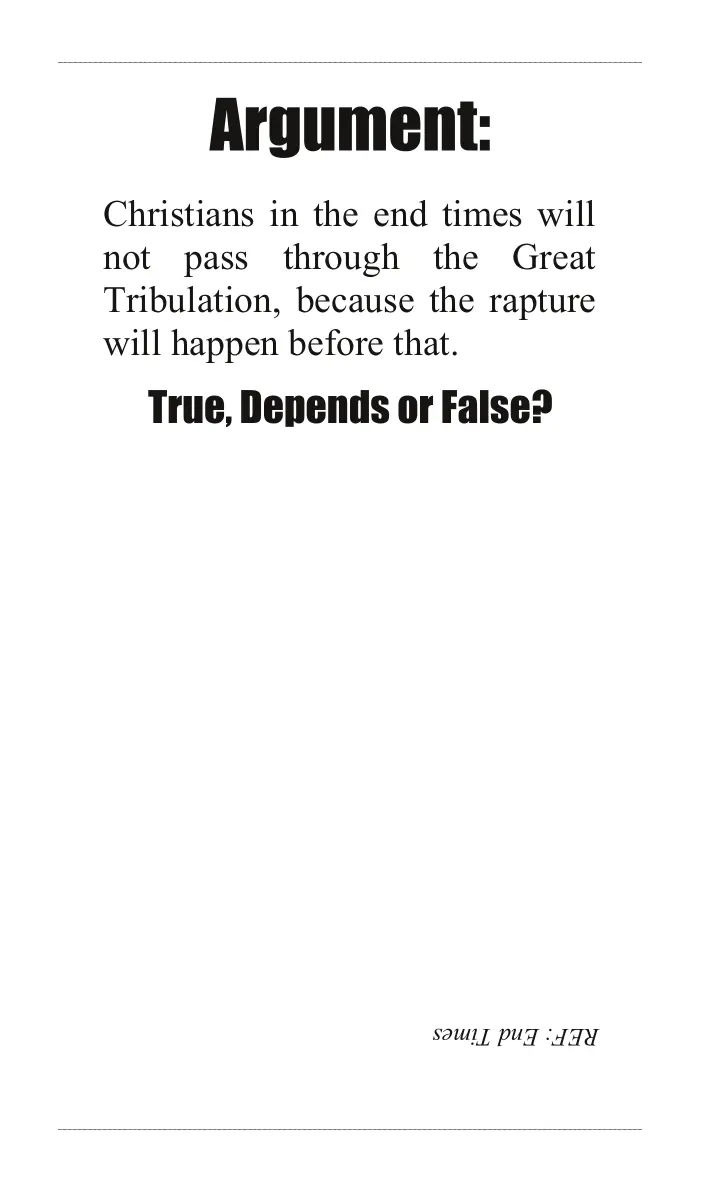 Argument:
Christians in the end times will
not pass through the Great
Tribulation, because the rapture
will happen before that.
True, Depends or False?
REF: End Times